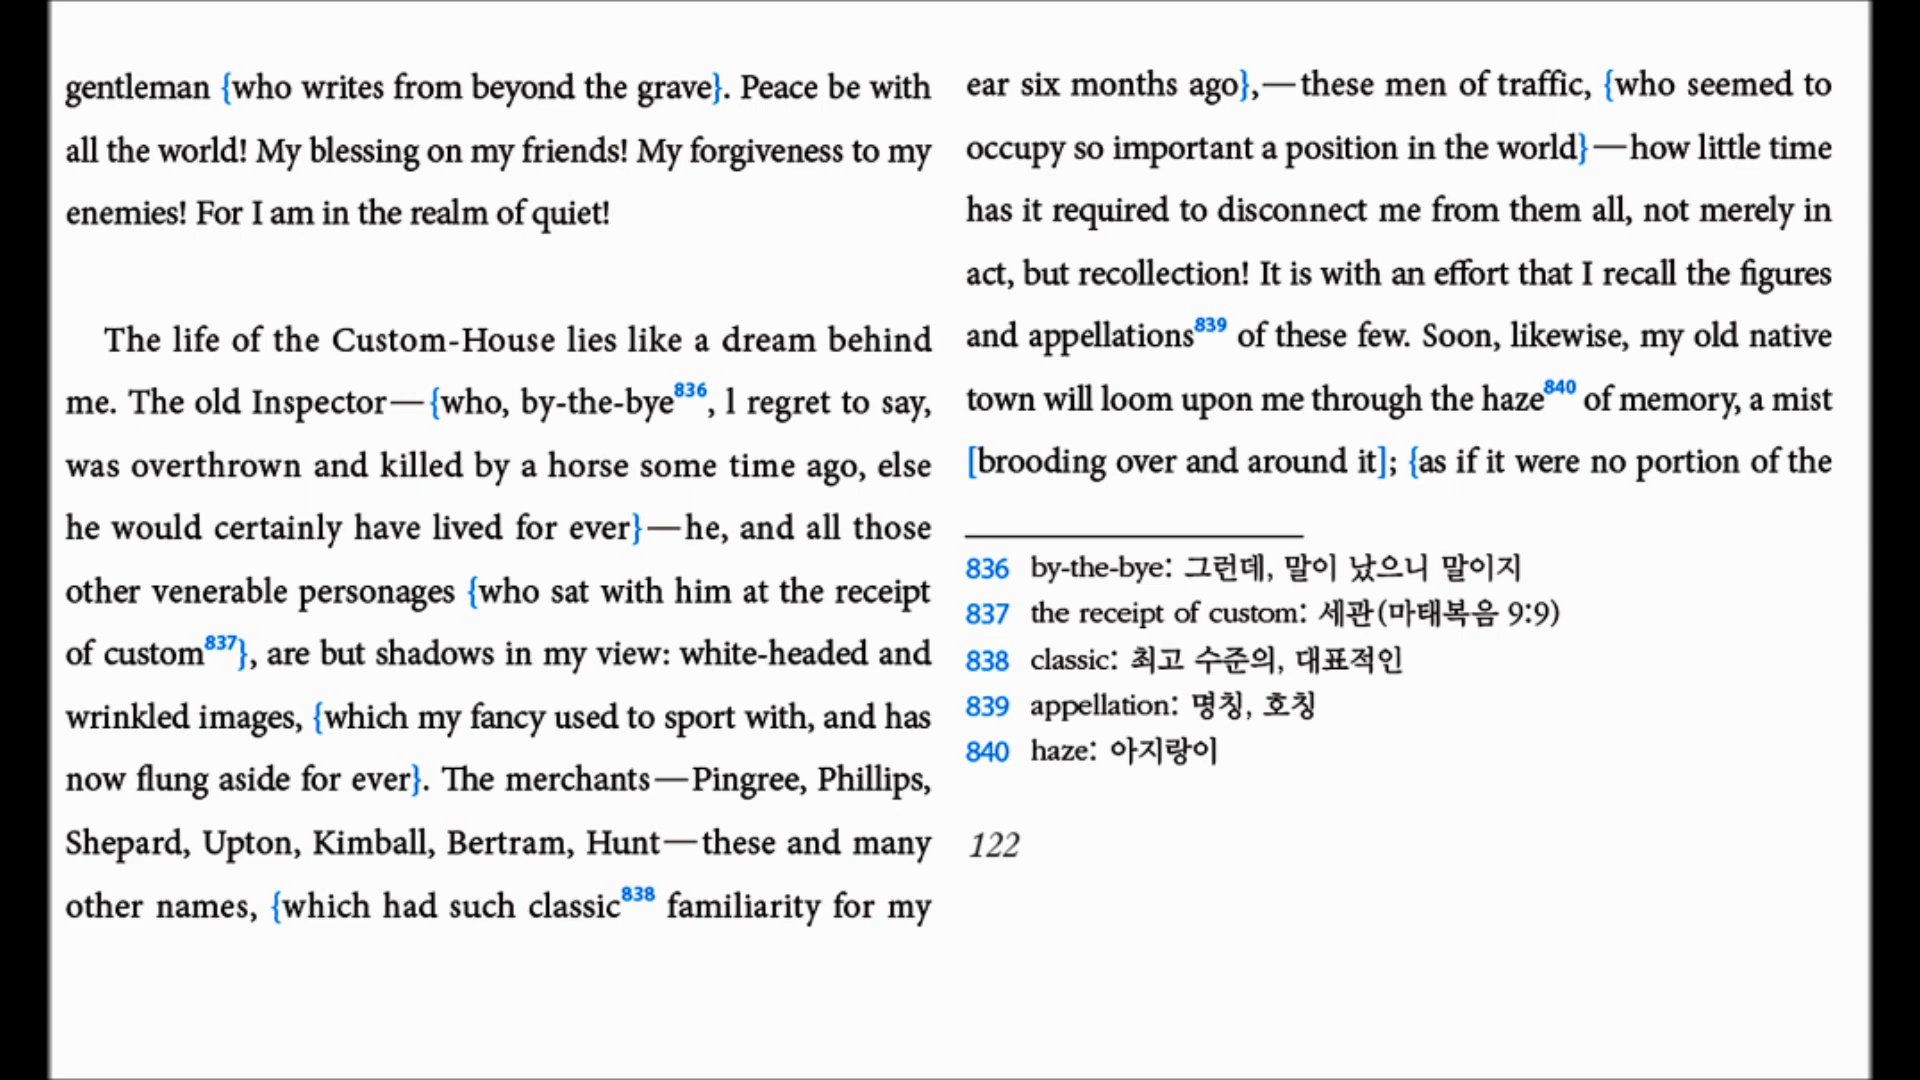 gentleman {who writes from beyond the grave}. Peace be with
all the world! My blessing on my friends! My forgiveness to my
enemies! For I am in the realm of quiet!
The life of the Custom-House lies like a dream behind
me. The old Inspector—{who, by-the-bye836, l regret to say,
was overthrown and killed by a horse some time ago, else
he would certainly have lived for ever}—he, and all those
other venerable personages {who sat with him at the receipt
of custom837}, are but shadows in my view: white-headed and
wrinkled images, {which my fancy used to sport with, and has
now flung aside for ever}. The merchants—Pingree, Phillips,
Shepard, Upton, Kimball, Bertram, Hunt—these and many
other names, {which had such classic838 familiarity for my
ear six months ago},—these men of traffic, {who seemed to
occupy so important a position in the world}—how little time
has it required to disconnect me from them all, not merely in
act, but recollection! It is with an effort that I recall the figures
and appellations839 of these few. Soon, likewise, my old native
town will loom upon me through the haze840 of memory, a mist
[brooding over and around it]; {as if it were no portion of the
836 by-the-bye: 그런데, 말이 났으니 말이지
837 the receipt of custom: 세관(마태복음 9:9)
838 classic: 최고 수준의, 대표적인
839 appellation: 명칭, 호칭
840 haze: 아지랑이
122